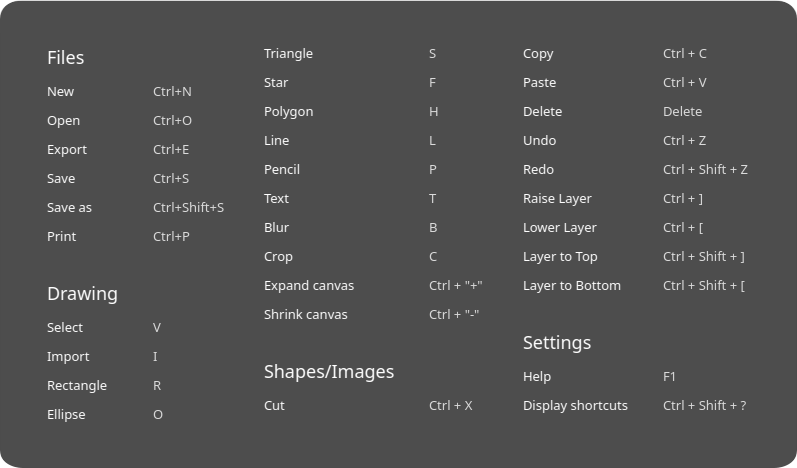 Files
New Ctrl+N
Open Ctrl+O
Export Ctrl+E
Save Ctrl+S
Save as Ctrl+Shift+S
Print Ctrl+P
Drawing
Select V
Import I
Rectangle R
Ellipse O
Triangle S
Star F
Polygon H
Line L
Pencil P
Text T
Blur B
Crop C
Expand canvas Ctrl + "+"
Shrink canvas Ctrl + "-"
Shapes/Images
Cut Ctrl + X
Copy Ctrl + C
Paste Ctrl + V
Delete Delete
Undo Ctrl + Z
Redo Ctrl + Shift + Z
Raise Layer Ctrl + ]
Lower Layer Ctrl + [
Layer to Top Ctrl + Shift + ]
Layer to Bottom Ctrl + Shift + [
Settings
Help F1
Display shortcuts Ctrl + Shift + ?